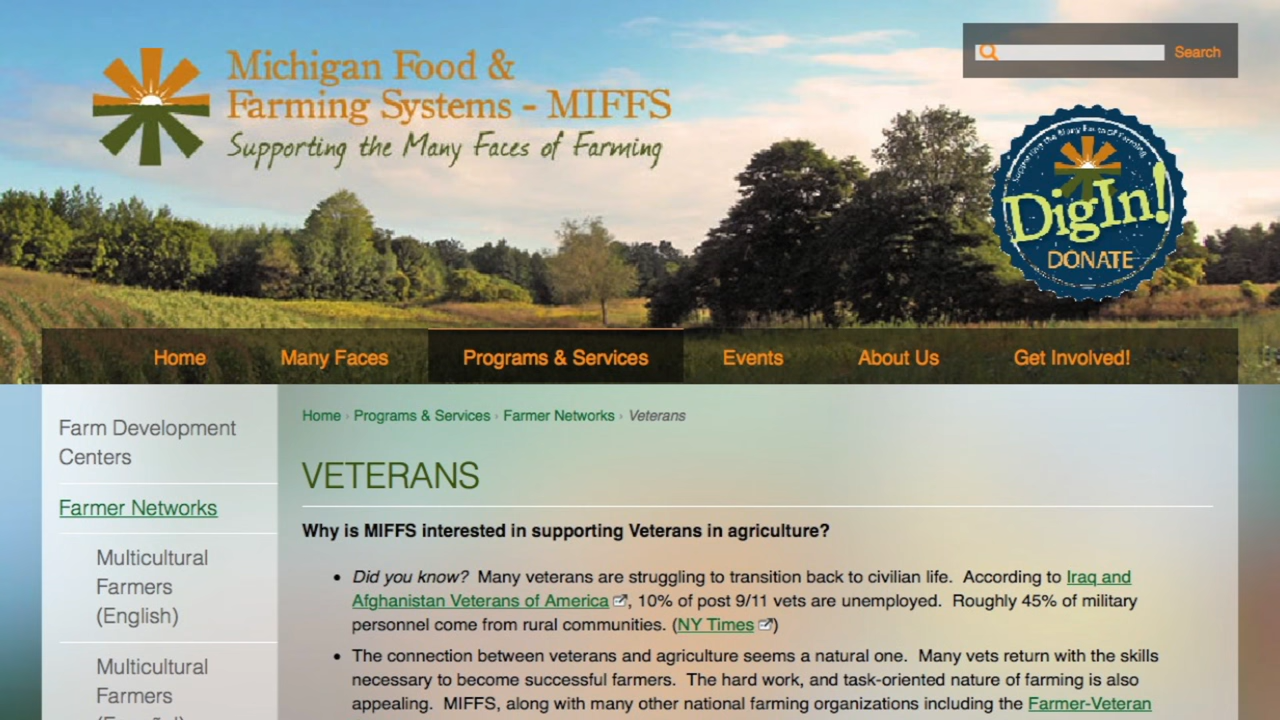 Michigan Food &
Farming Systems - MIFFS
Supporting the Many Faces of Farming
Search
Supporting the Many Faces of Farming
DigIn!
DONATE
Home
Many Faces
Programs & Services
Events
About Us
Get Involved!
Farm Development
Centers
Farmer Networks
Multicultural
Farmers
(English)
Multicultural
Farmers
(Español)
Home › Programs & Services › Farmer Networks › Veterans
VETERANS
Why is MIFFS interested in supporting Veterans in agriculture?
• Did you know? Many veterans are struggling to transition back to civilian life. According to Iraq and
Afghanistan Veterans of America, 10% of post 9/11 vets are unemployed. Roughly 45% of military
personnel come from rural communities. (NY Times)
• The connection between veterans and agriculture seems a natural one. Many vets return with the skills
necessary to become successful farmers. The hard work, and task-oriented nature of farming is also
appealing. MIFFS, along with many other national farming organizations including the Farmer-Veteran